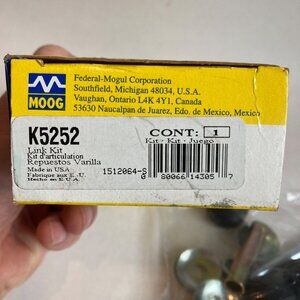 MOOG
Federal-Mogul Corporation
Southfield, Michigan 48034, U.S.A.
Vaughan, Ontario L4K 4Y1, Canada
53630 Naucalpan de Juarez, Edo. de Mexico, Mexico
K5252
Link Kit
Kit d'articulation
Repuestos Varilla
Made in USA
Fabrique aux E.-U.
Hecho en E.U.A.
CONT: 1
Kit - Kit - Juego
1512064-S
0 80066 14305 7